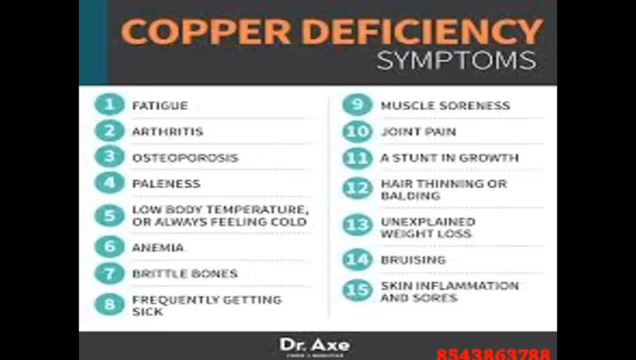 COPPER DEFICIENCY
SYMPTOMS
1 FATIGUE
2 ARTHRITIS
3 OSTEOPOROSIS
4 PALENESS
5 LOW BODY TEMPERATURE,
OR ALWAYS FEELING COLD
6 ANEMIA
7 BRITTLE BONES
8 FREQUENTLY GETTING
SICK
9 MUSCLE SORENESS
10 JOINT PAIN
11 A STUNT IN GROWTH
12 HAIR THINNING OR
BALDING
13 UNEXPLAINED
WEIGHT LOSS
14 BRUISING
15 SKIN INFLAMMATION
AND SORES
Dr. Axe
8543863788